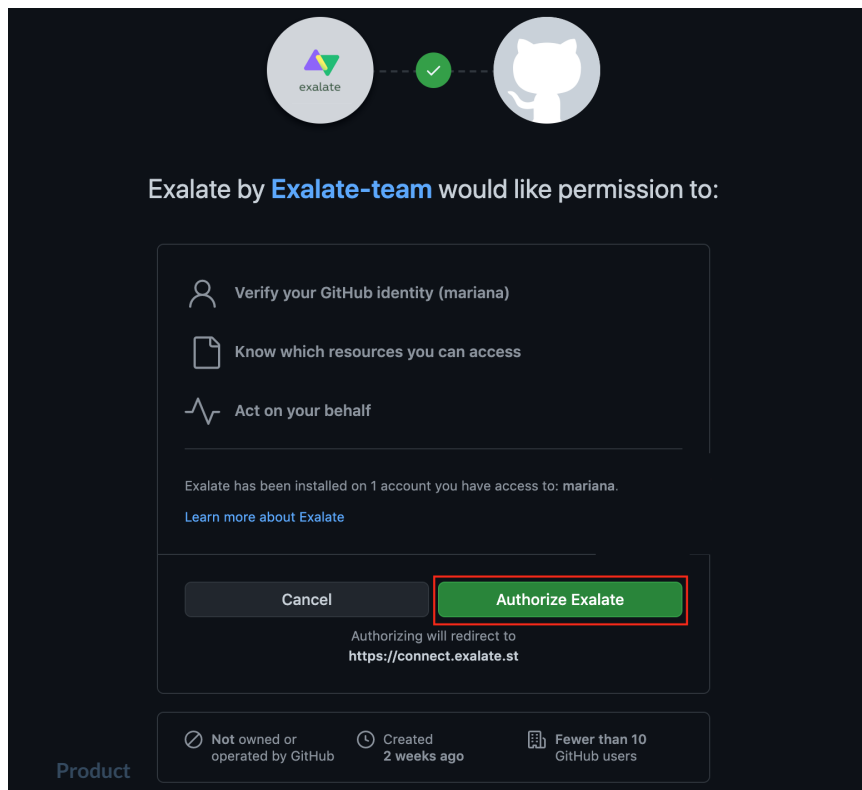 exalate
Exalate by Exalate-team would like permission to:
Verify your GitHub identity (mariana)
Know which resources you can access
Act on your behalf
Exalate has been installed on 1 account you have access to: mariana.
Learn more about Exalate
Cancel
Authorize Exalate
Authorizing will redirect to
https://connect.exalate.st
Not owned or
operated by GitHub
Created
2 weeks ago
Fewer than 10
GitHub users
Product